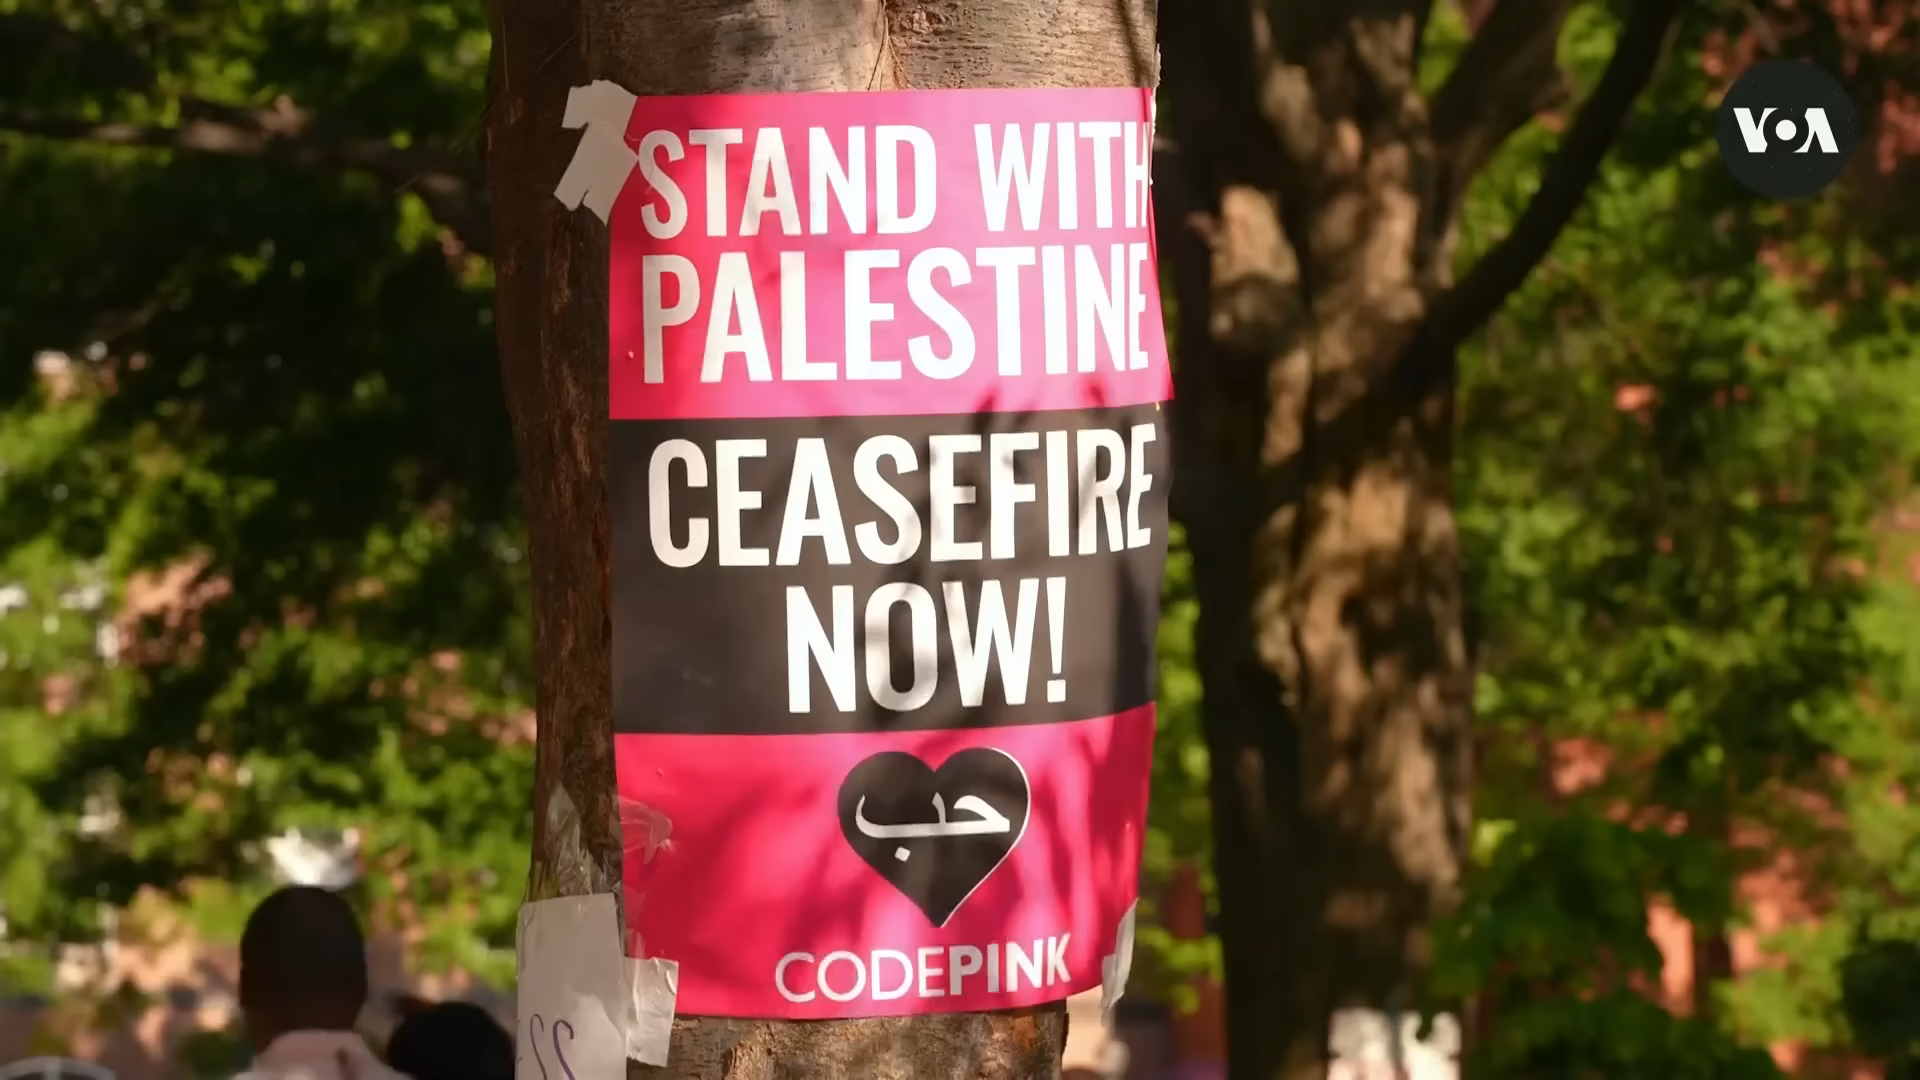 VOA
STAND WITH
PALESTINE
CEASEFIRE
NOW!
حب
CODEPINK